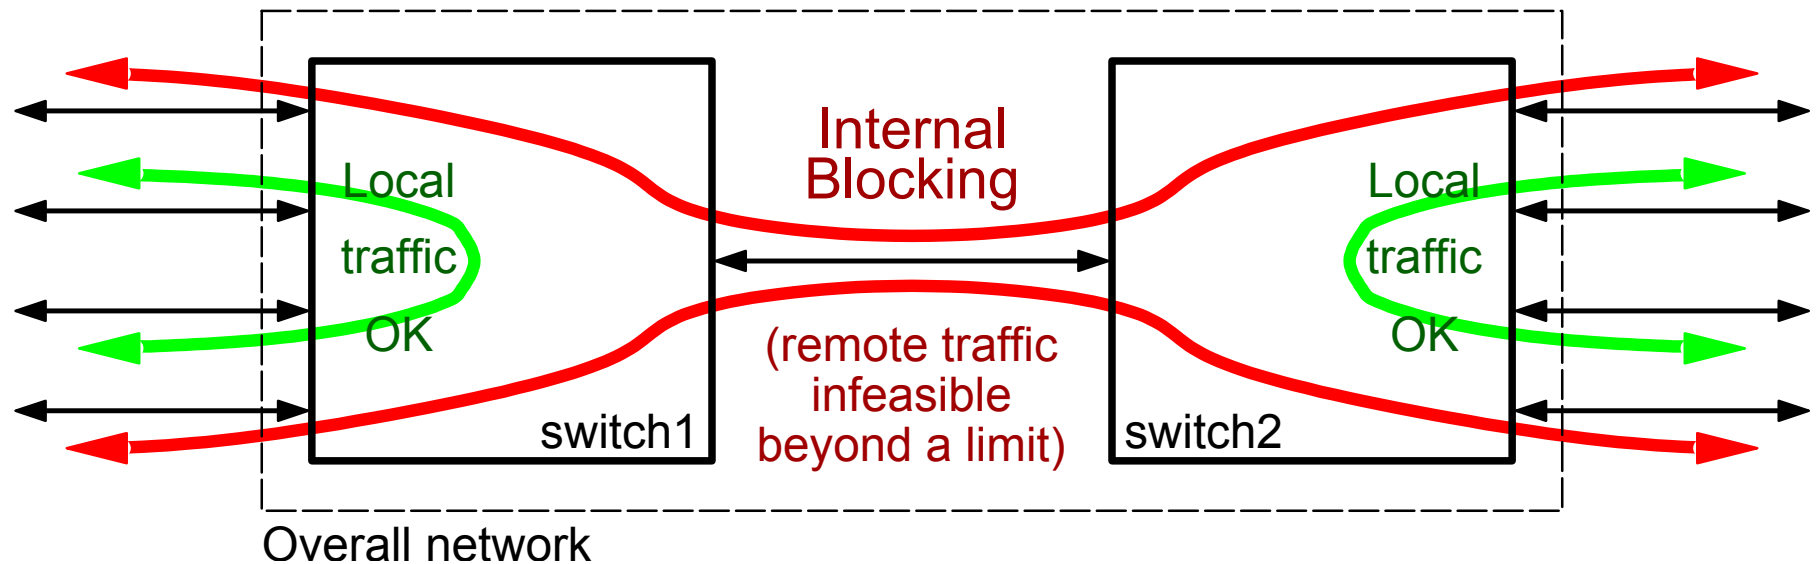 Internal
Blocking
Local
traffic
OK
Local
traffic
OK
(remote traffic
infeasible
beyond a limit)
switch1
switch2
Overall network